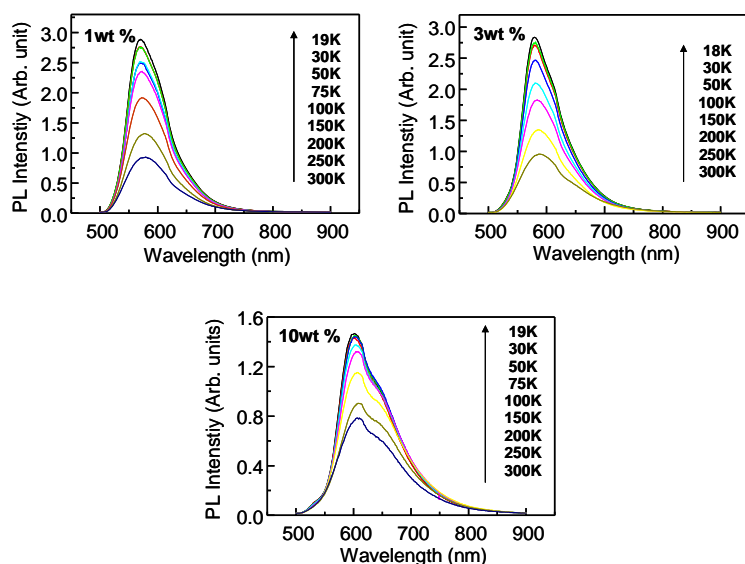 1wt %
19K
30K
50K
75K
100K
150K
200K
250K
300K
3.0
2.5
2.0
1.5
1.0
0.5
0.0
500 600 700 800 900
Wavelength (nm)
PL Intenstiy (Arb. unit)
3wt %
18K
30K
50K
100K
150K
200K
250K
300K
3.0
2.5
2.0
1.5
1.0
0.5
0.0
500 600 700 800 900
Wavelength (nm)
PL Intenstiy (Arb. unit)
10wt %
19K
30K
50K
75K
100K
150K
200K
250K
300K
1.6
1.2
0.8
0.4
0.0
500 600 700 800 900
Wavelength (nm)
PL Intenstiy (Arb. units)